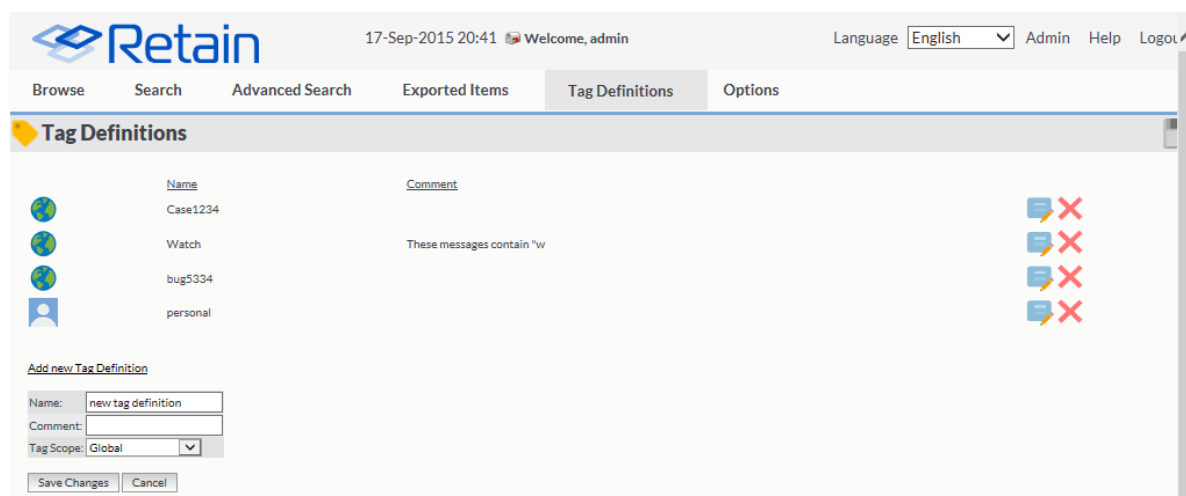 Retain
17-Sep-2015 20:41 Welcome, admin
Language English Admin Help
Browse Search Advanced Search Exported Items Tag Definitions Options
Tag Definitions
Name Comment
Case1234
Watch These messages contain "w
bug5334
personal
Add new Tag Definition
Name: new tag definition
Comment:
Tag Scope: Global
Save Changes Cancel